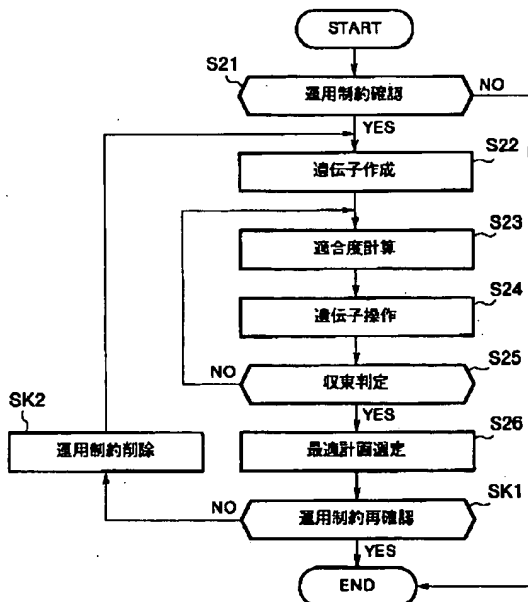 START
S21
運用制約確認
NO
YES
S22
遺伝子作成
S23
適合度計算
S24
遺伝子操作
S25
NO
収束判定
YES
SK2
運用制約削除
S26
最適計画選定
SK1
NO
運用制約再確認
YES
END